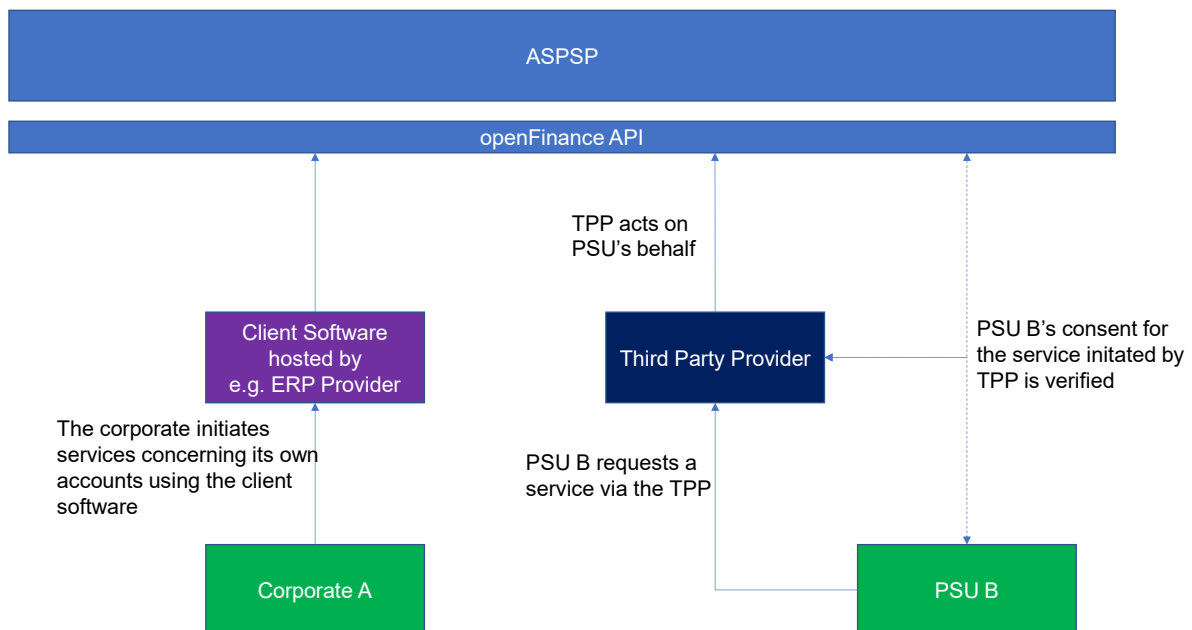 ASPSP
openFinance API
TPP acts on
PSU’s behalf
Client Software
hosted by
e.g. ERP Provider
Third Party Provider
PSU B’s consent for
the service initated by
TPP is verified
The corporate initiates
services concerning its own
accounts using the client
software
PSU B requests a
service via the TPP
Corporate A
PSU B